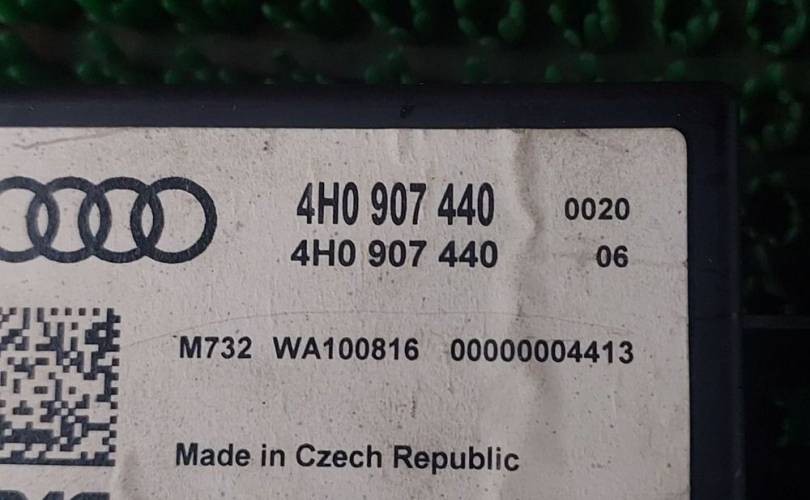 4H0 907 440 0020
4H0 907 440 06
M732 WA100816 00000004413
Made in Czech Republic